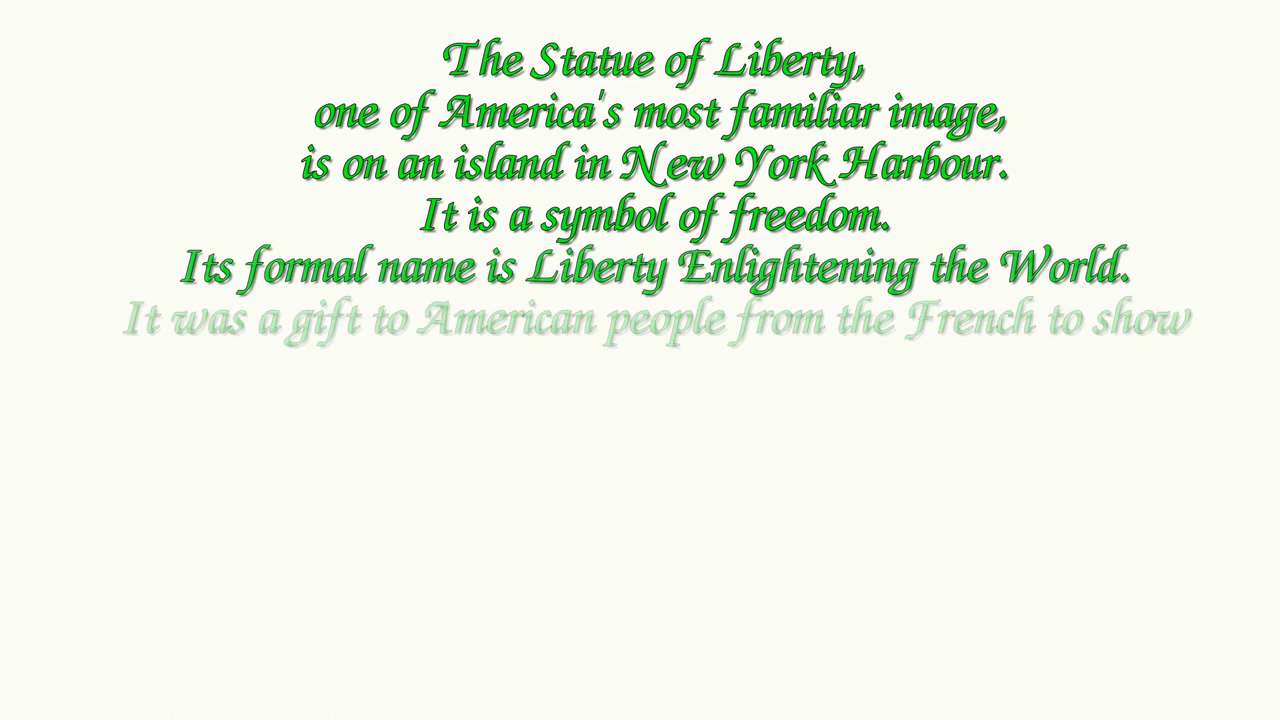 The Statue of Liberty,
one of America's most familiar image,
is on an island in New York Harbour.
It is a symbol of freedom.
Its formal name is Liberty Enlightening the World.
It was a gift to American people from the French to show